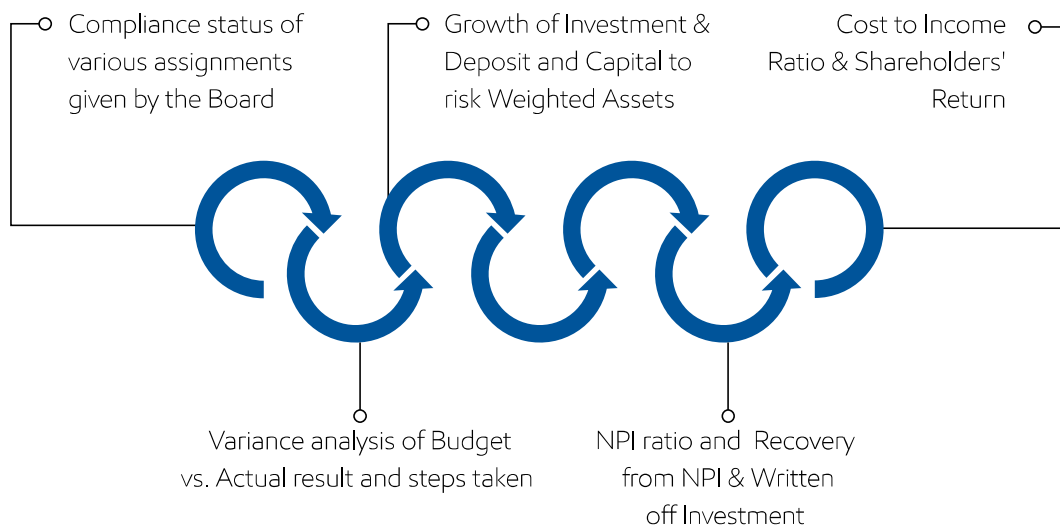 Compliance status of
various assignments
given by the Board
Growth of Investment &
Deposit and Capital to
risk Weighted Assets
Cost to Income
Ratio & Shareholders'
Return
Variance analysis of Budget
vs. Actual result and steps taken
NPI ratio and Recovery
from NPI & Written
off Investment